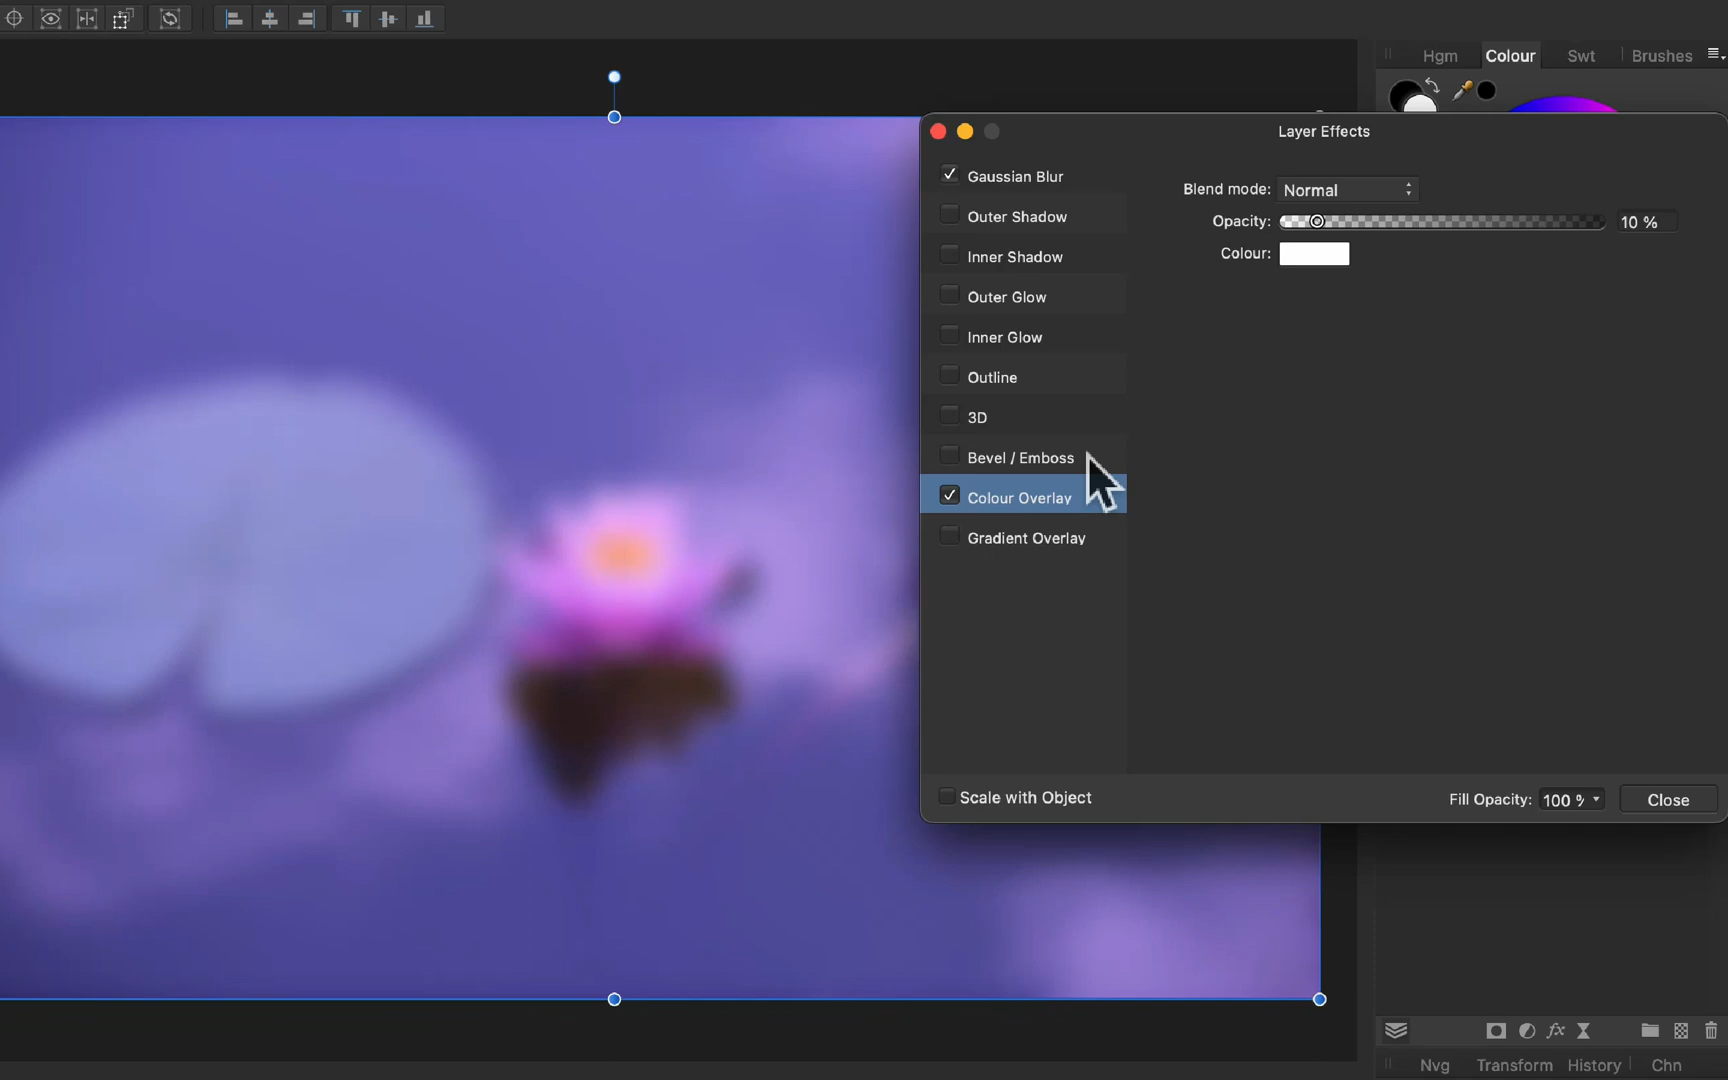 Hgm Colour Swt Brushes
Layer Effects
Gaussian Blur
Outer Shadow
Inner Shadow
Outer Glow
Inner Glow
Outline
3D
Bevel / Emboss
Colour Overlay
Gradient Overlay
Blend mode: Normal
Opacity: 10 %
Colour:
Scale with Object
Fill Opacity: 100 %
Close
fx
Nvg Transform History Chn